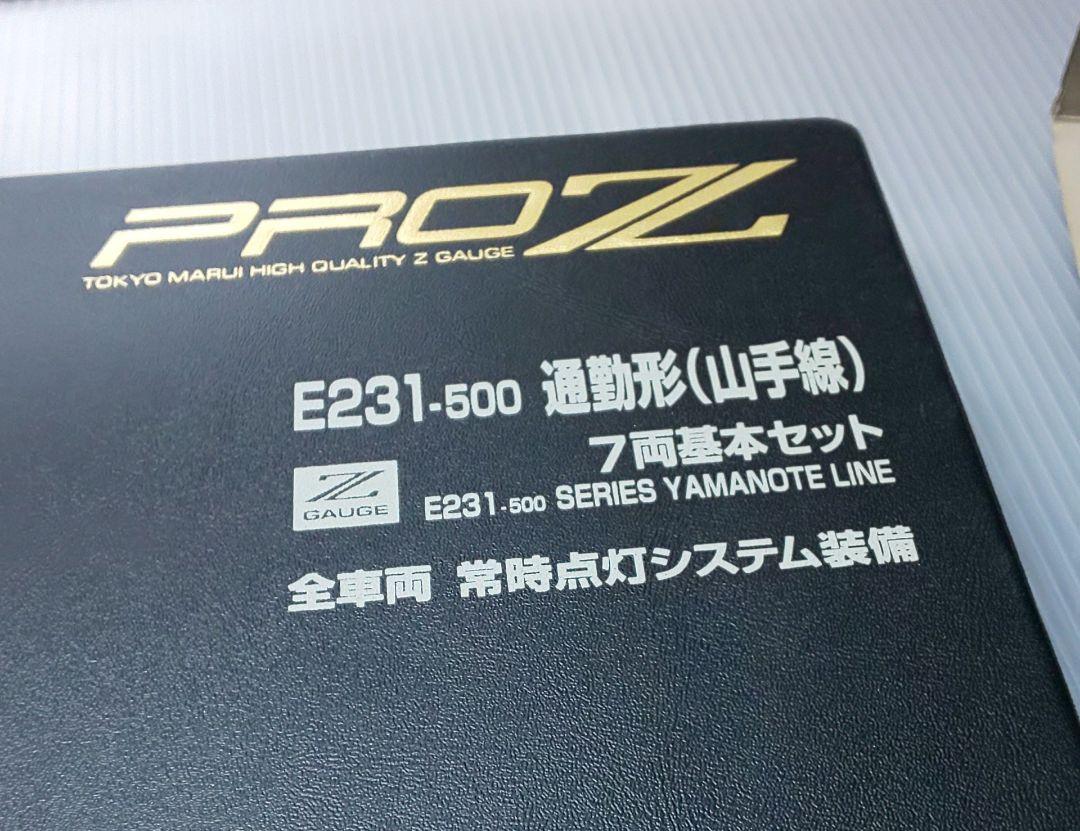 PROZ
TOKYO MARUI HIGH QUALITY Z GAUGE
E231-500 通勤形(山手線)
7両基本セット
Z GAUGE
E231-500 SERIES YAMANOTE LINE
全車両 常時点灯システム装備